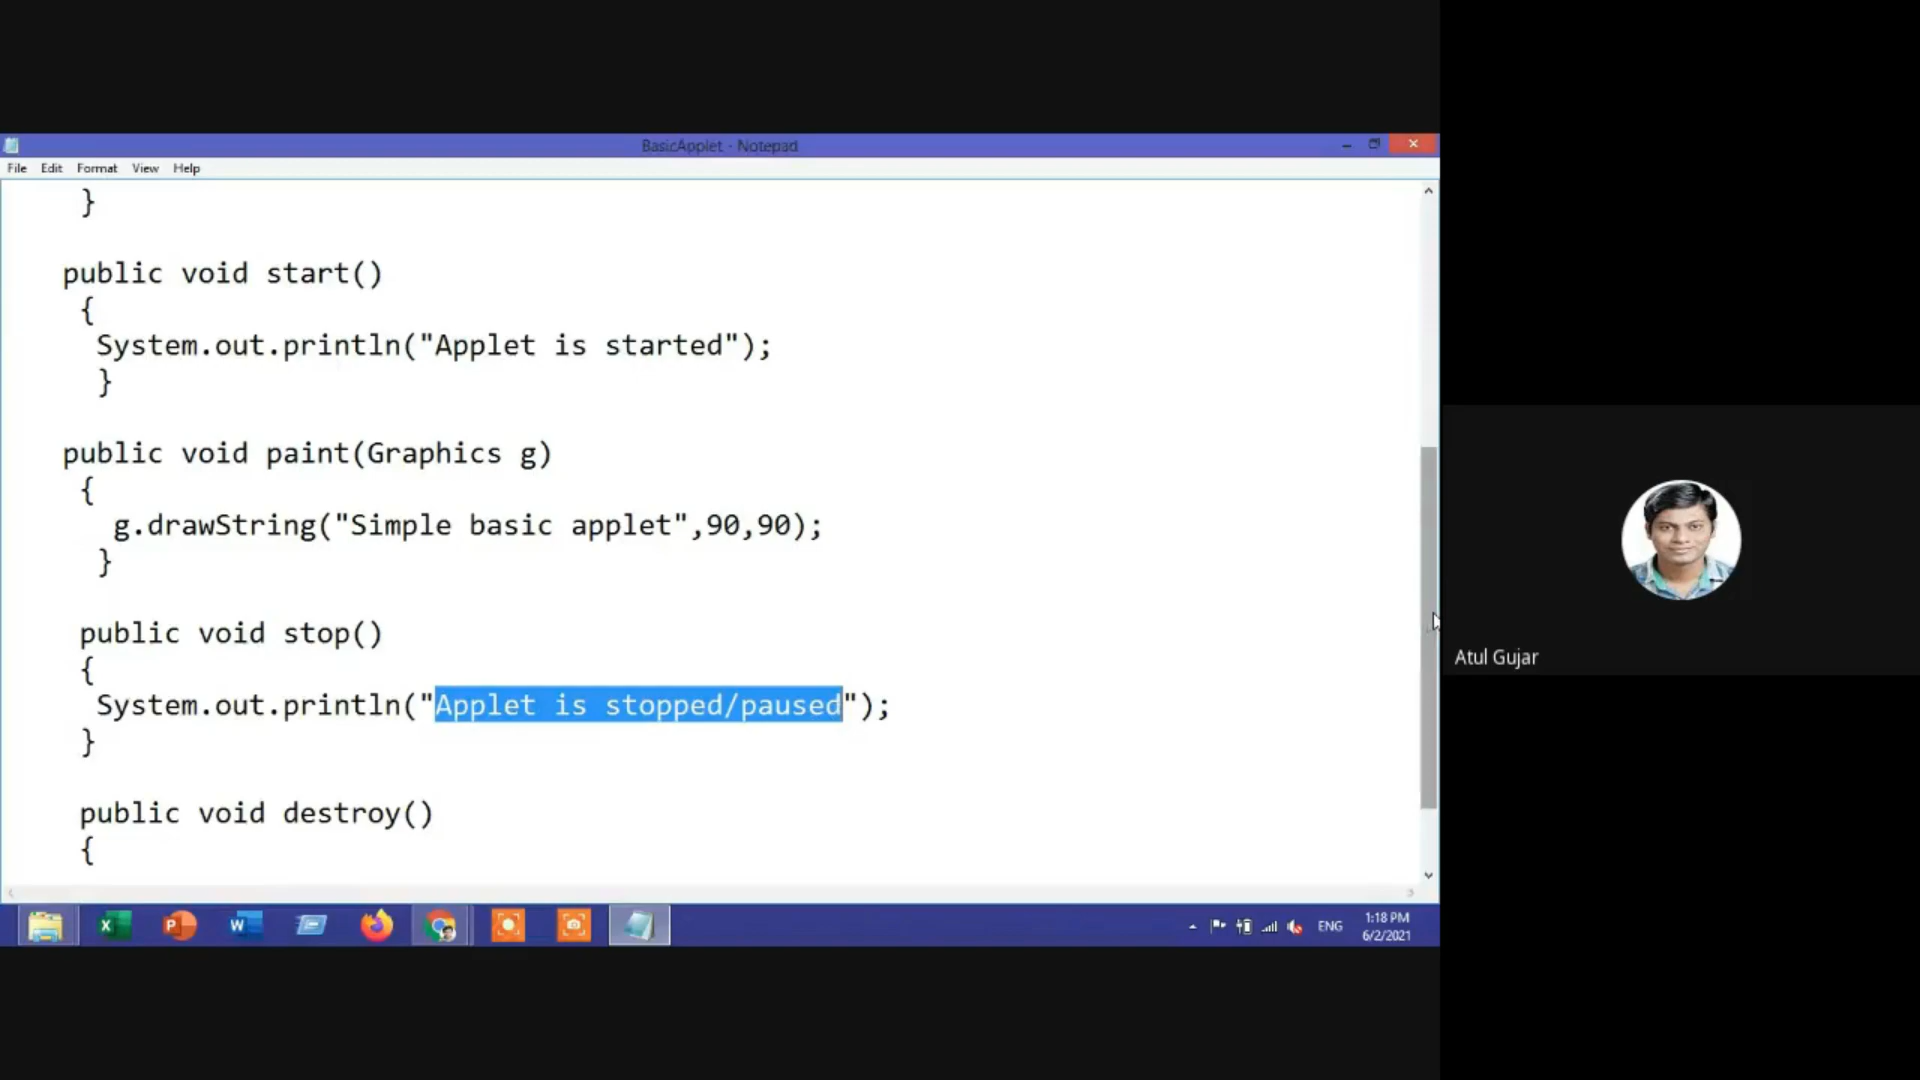 BasicApplet - Notepad
File Edit Format View Help
}
public void start()
{
System.out.println("Applet is started");
}
public void paint(Graphics g)
{
g.drawString("Simple basic applet",90,90);
}
public void stop()
{
System.out.println("Applet is stopped/paused");
}
public void destroy()
{
ENG
1:18 PM
6/2/2021
Atul Gujar